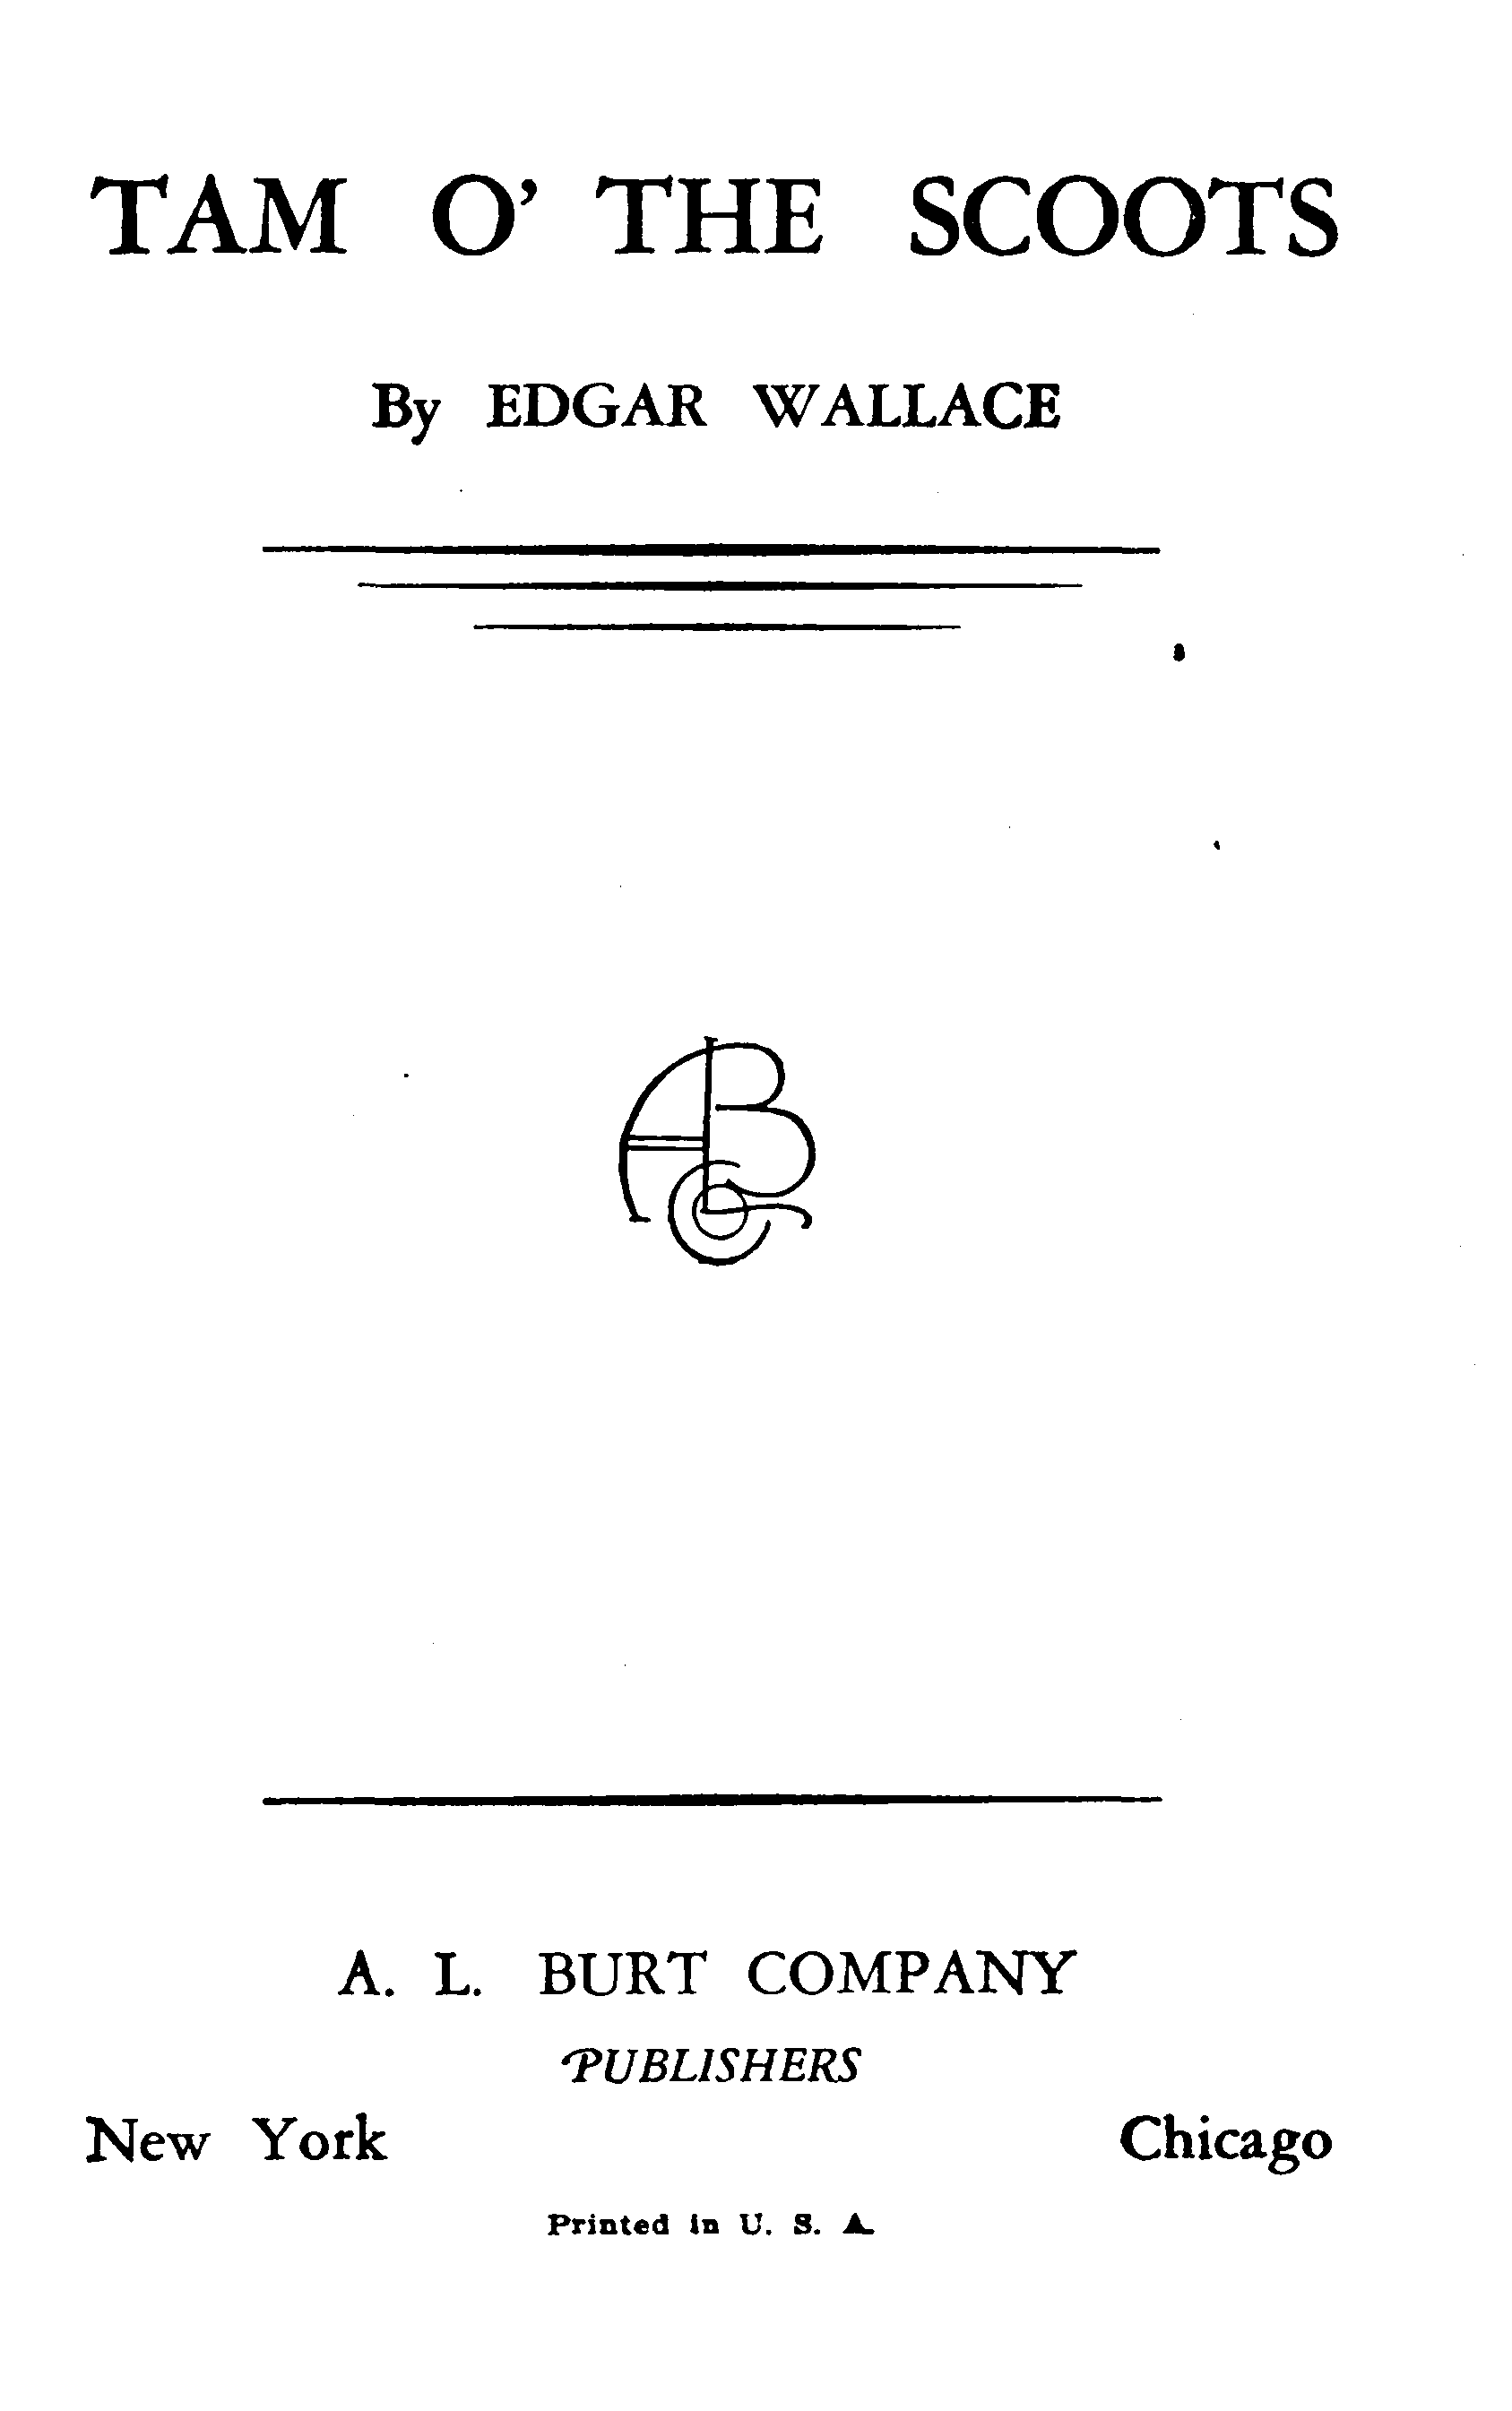 TAM O' THE SCOOTS
By EDGAR WALLACE
A. L. BURT COMPANY
PUBLISHERS
New York Chicago
Printed in U. S. A.